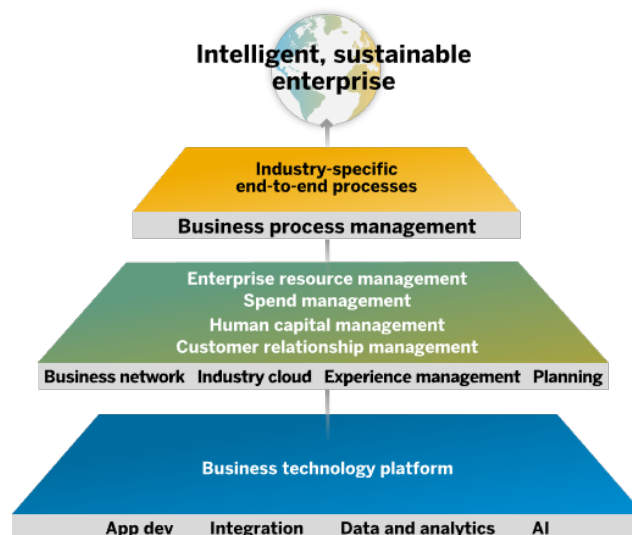 Intelligent, sustainable
enterprise
Industry-specific
end-to-end processes
Business process management
Enterprise resource management
Spend management
Human capital management
Customer relationship management
Business network Industry cloud Experience management Planning
Business technology platform
App dev Integration Data and analytics AI